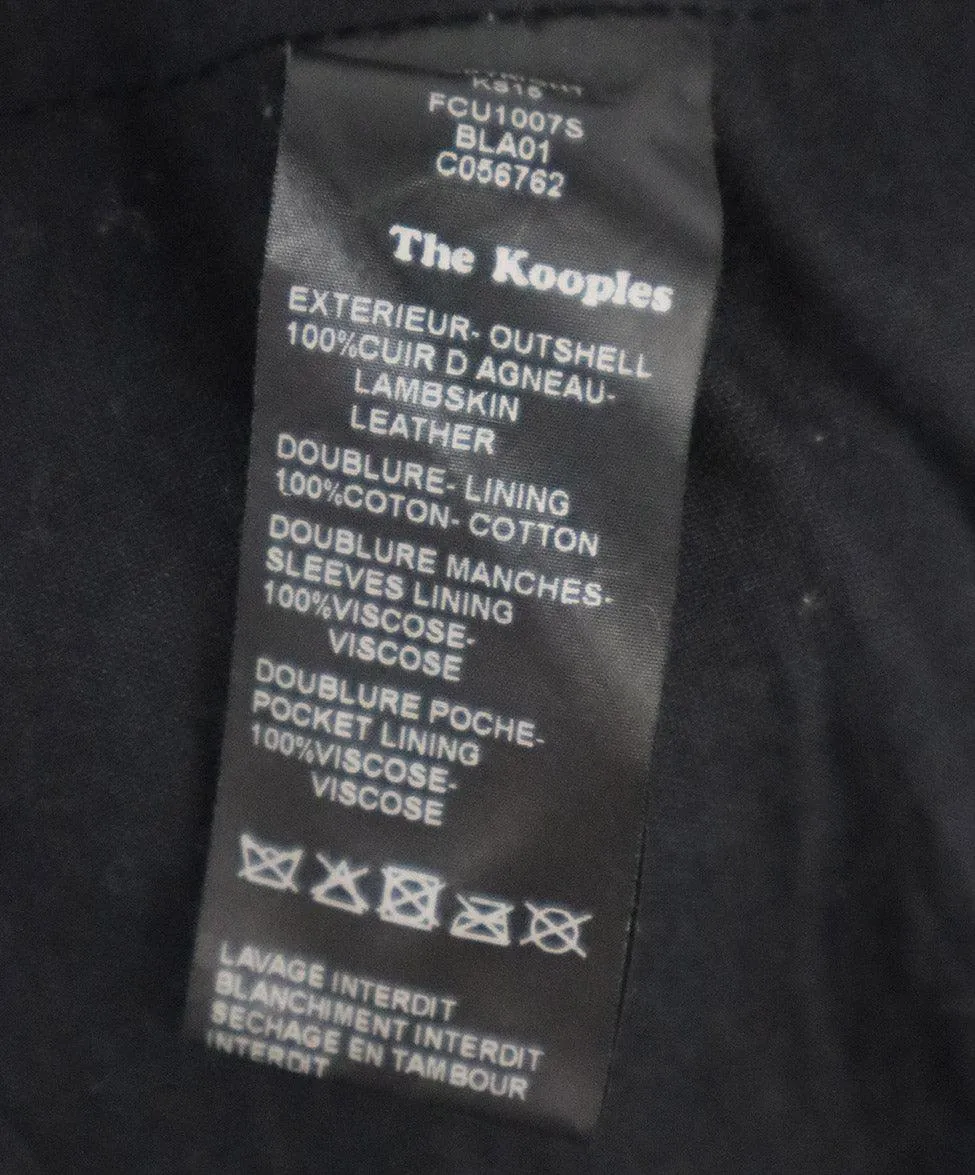 FCU1007S
BLA01
C056762
The Kooples
EXTERIEUR- OUTSHELL
100%CUIR D AGNEAU-
LAMBSKIN
LEATHER
DOUBLURE- LINING
100%COTON- COTTON
DOUBLURE MANCHES-
SLEEVES LINING
100%VISCOSE-
VISCOSE
DOUBLURE POCHE-
POCKET LINING
100%VISCOSE-
VISCOSE
LAVAGE INTERDIT
BLANCHIMENT INTERDIT
SECHAGE EN TAMBOUR
INTERDIT